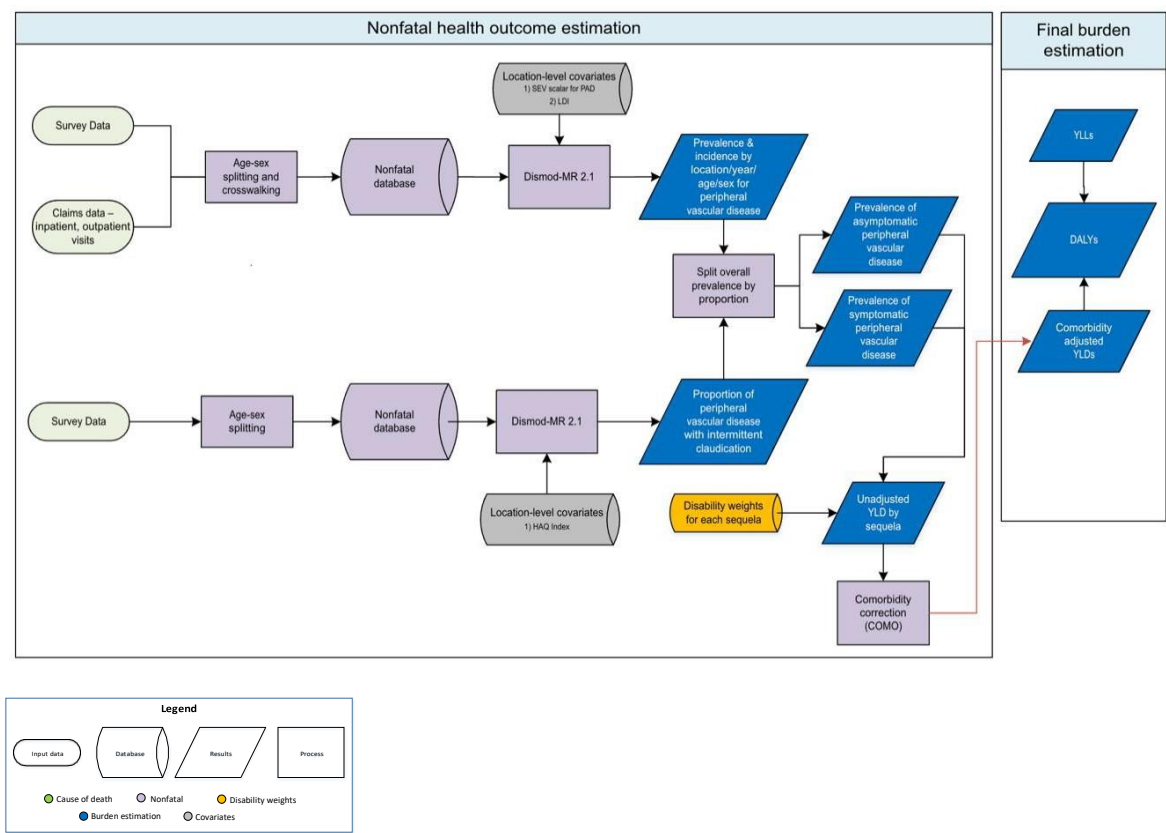 Nonfatal health outcome estimation
Final burden
estimation
Location-level covariates
1) SEV scalar for PAD
2) LDI
Survey Data
Claims data –
inpatient, outpatient
visits
Age-sex
splitting and
crosswalking
Nonfatal
database
Dismod-MR 2.1
Prevalence &
incidence by
location/year/
age/sex for
peripheral
vascular disease
Split overall
prevalence by
proportion
Prevalence of
asymptomatic
peripheral
vascular
disease
Prevalence of
symptomatic
peripheral
vascular
disease
YLLs
DALYs
Comorbidity
adjusted
YLDs
Survey Data
Age-sex
splitting
Nonfatal
database
Dismod-MR 2.1
Proportion of
peripheral
vascular disease
with intermittent
claudication
Location-level covariates
1) HAQ Index
Disability weights
for each sequela
Unadjusted
YLD by
sequela
Comorbidity
correction
(COMO)
Legend
Input data
Database
Results
Process
Cause of death
Nonfatal
Disability weights
Burden estimation
Covariates